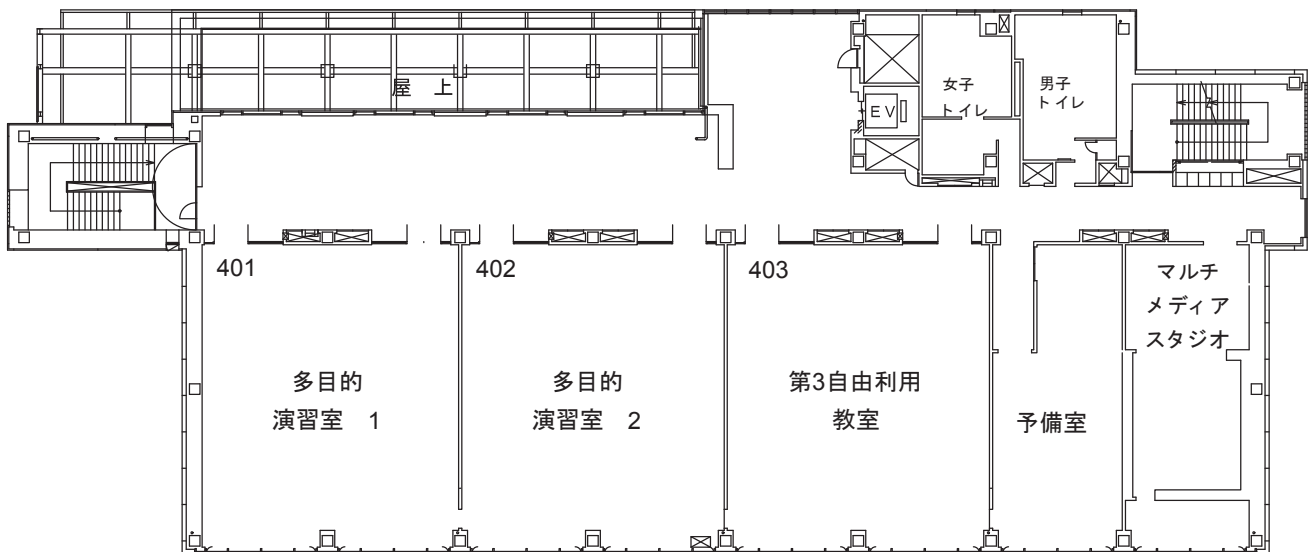 屋 上
女子
トイレ
男子
トイレ
EV
401
402
403
多目的
演習室 1
多目的
演習室 2
第3自由利用
教室
予備室
マルチ
メディア
スタジオ